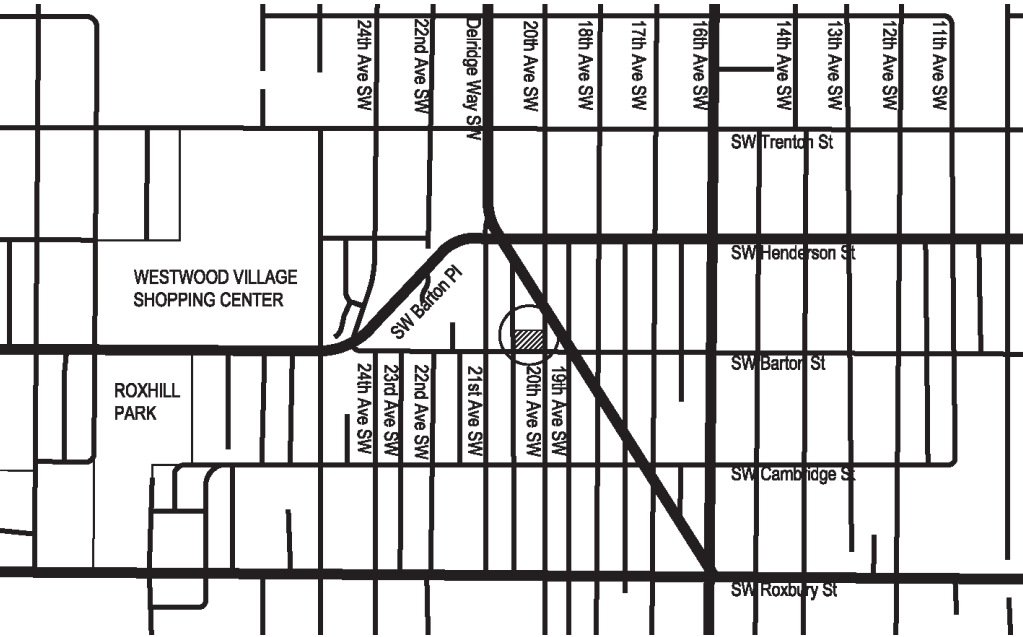 24th Ave SW
22nd Ave SW
Delridge Way SW
20th Ave SW
18th Ave SW
17th Ave SW
16th Ave SW
14th Ave SW
13th Ave SW
12th Ave SW
11th Ave SW
SW Trenton St
SW Henderson St
WESTWOOD VILLAGE
SHOPPING CENTER
SW Barton Pl
SW Barton St
ROXHILL
PARK
24th Ave SW
23rd Ave SW
22nd Ave SW
21st Ave SW
20th Ave SW
19th Ave SW
SW Cambridge St
SW Roxbury St